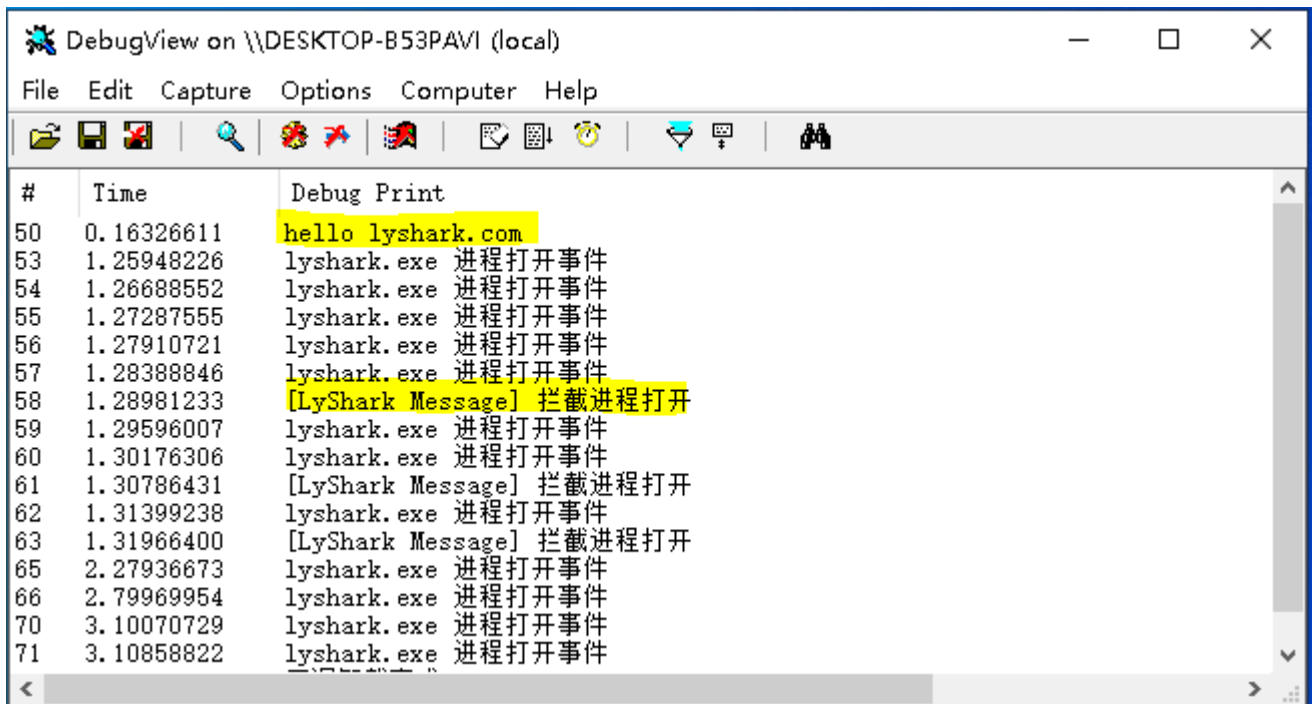 DebugView on \\DESKTOP-B53PAVI (local)
File Edit Capture Options Computer Help
# Time Debug Print
50 0.16326611 hello lyshark.com
53 1.25948226 lyshark.exe 进程打开事件
54 1.26688552 lyshark.exe 进程打开事件
55 1.27287555 lyshark.exe 进程打开事件
56 1.27910721 lyshark.exe 进程打开事件
57 1.28388846 lyshark.exe 进程打开事件
58 1.28981233 [LyShark Message] 拦截进程打开
59 1.29596007 lyshark.exe 进程打开事件
60 1.30176306 lyshark.exe 进程打开事件
61 1.30786431 [LyShark Message] 拦截进程打开
62 1.31399238 lyshark.exe 进程打开事件
63 1.31966400 [LyShark Message] 拦截进程打开
65 2.27936673 lyshark.exe 进程打开事件
66 2.79969954 lyshark.exe 进程打开事件
70 3.10070729 lyshark.exe 进程打开事件
71 3.10858822 lyshark.exe 进程打开事件